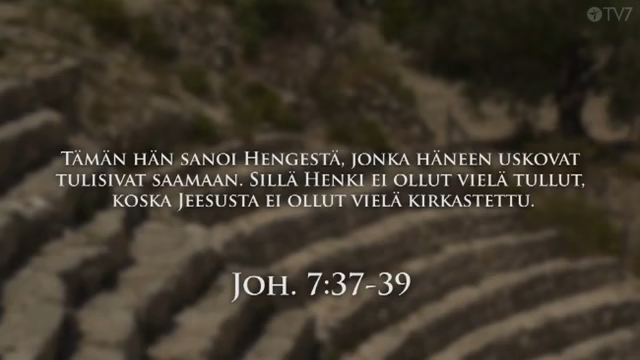 TV7
Tämän hän sanoi Hengestä, jonka häneen uskovat
tulisivat saamaan. Sillä Henki ei ollut vielä tullut,
koska Jeesusta ei ollut vielä kirkastettu.
Joh. 7:37-39